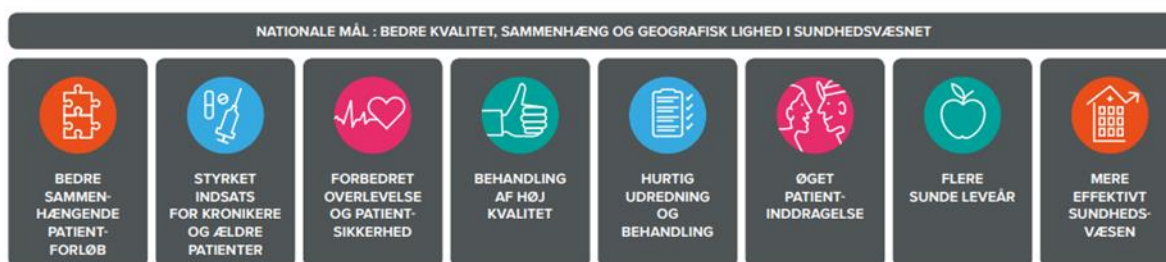 NATIONALE MÅL : BEDRE KVALITET, SAMMENHÆNG OG GEOGRAFISK LIGHED I SUNDHEDSVÆSNET
BEDRE
SAMMEN-
HÆNGENDE
PATIENT-
FORLØB
STYRKET
INDSATS
FOR KRONIKERE
OG ÆLDRE
PATIENTER
FORBEDRET
OVERLEVELSE
OG PATIENT-
SIKKERHED
BEHANDLING
AF HØJ
KVALITET
HURTIG
UDREDNING
OG
BEHANDLING
ØGET
PATIENT-
INDDRAGELSE
FLERE
SUNDE LEVEÅR
MERE
EFFEKTIVT
SUNDHEDS-
VÆSEN